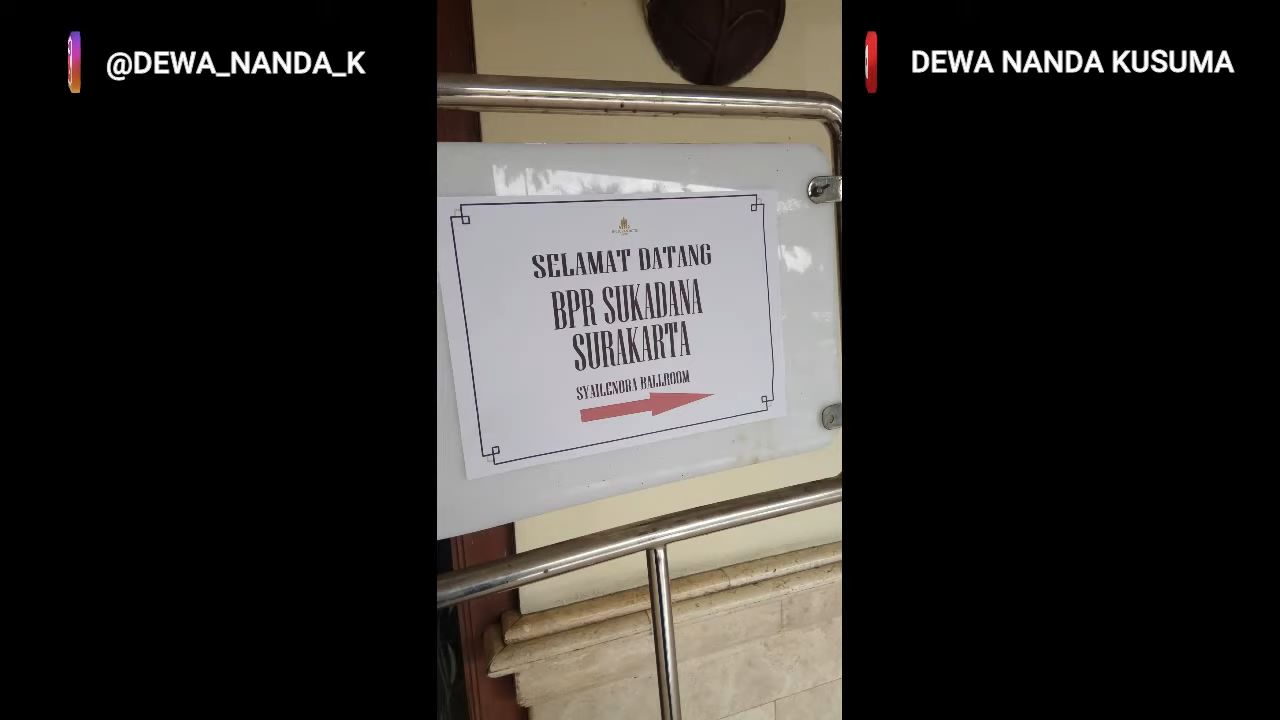 @DEWA_NANDA_K
DEWA NANDA KUSUMA
SELAMAT DATANG
BPR SUKADANA
SURAKARTA
SYAILENDRA BALLROOM